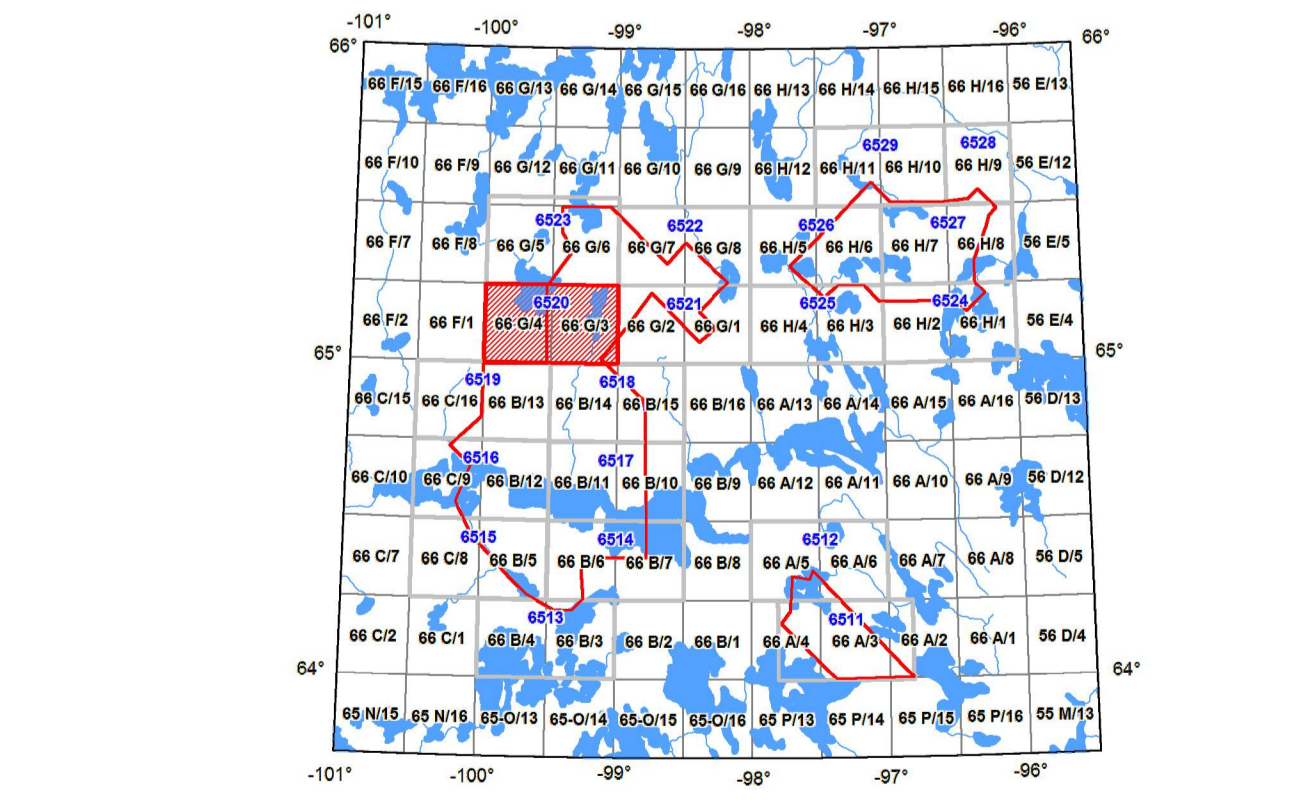 -101° -100° -99° -98° -97° -96°
66° 66°
66 F/15 66 F/16 66 G/13 66 G/14 66 G/15 66 G/16 66 H/13 66 H/14 66 H/15 66 H/16 56 E/13
6529 6528
66 F/10 66 F/9 66 G/12 66 G/11 66 G/10 66 G/9 66 H/12 66 H/11 66 H/10 66 H/9 56 E/12
6523 6522 6526 6527
66 F/7 66 F/8 66 G/5 66 G/6 66 G/7 66 G/8 66 H/5 66 H/6 66 H/7 66 H/8 56 E/5
6520 6521 6525 6524
66 F/2 66 F/1 66 G/4 66 G/3 66 G/2 66 G/1 66 H/4 66 H/3 66 H/2 66 H/1 56 E/4
65° 65°
6519 6518
66 C/15 66 C/16 66 B/13 66 B/14 66 B/15 66 B/16 66 A/13 66 A/14 66 A/15 66 A/16 56 D/13
6516 6517
66 C/10 66 C/9 66 B/12 66 B/11 66 B/10 66 B/9 66 A/12 66 A/11 66 A/10 66 A/9 56 D/12
6515 6514 6512
66 C/7 66 C/8 66 B/5 66 B/6 66 B/7 66 B/8 66 A/5 66 A/6 66 A/7 66 A/8 56 D/5
6513 6511
66 C/2 66 C/1 66 B/4 66 B/3 66 B/2 66 B/1 66 A/4 66 A/3 66 A/2 66 A/1 56 D/4
64° 64°
65 N/15 65 N/16 65-O/13 65-O/14 65-O/15 65-O/16 65 P/13 65 P/14 65 P/15 65 P/16 55 M/13
-101° -100° -99° -98° -97° -96°